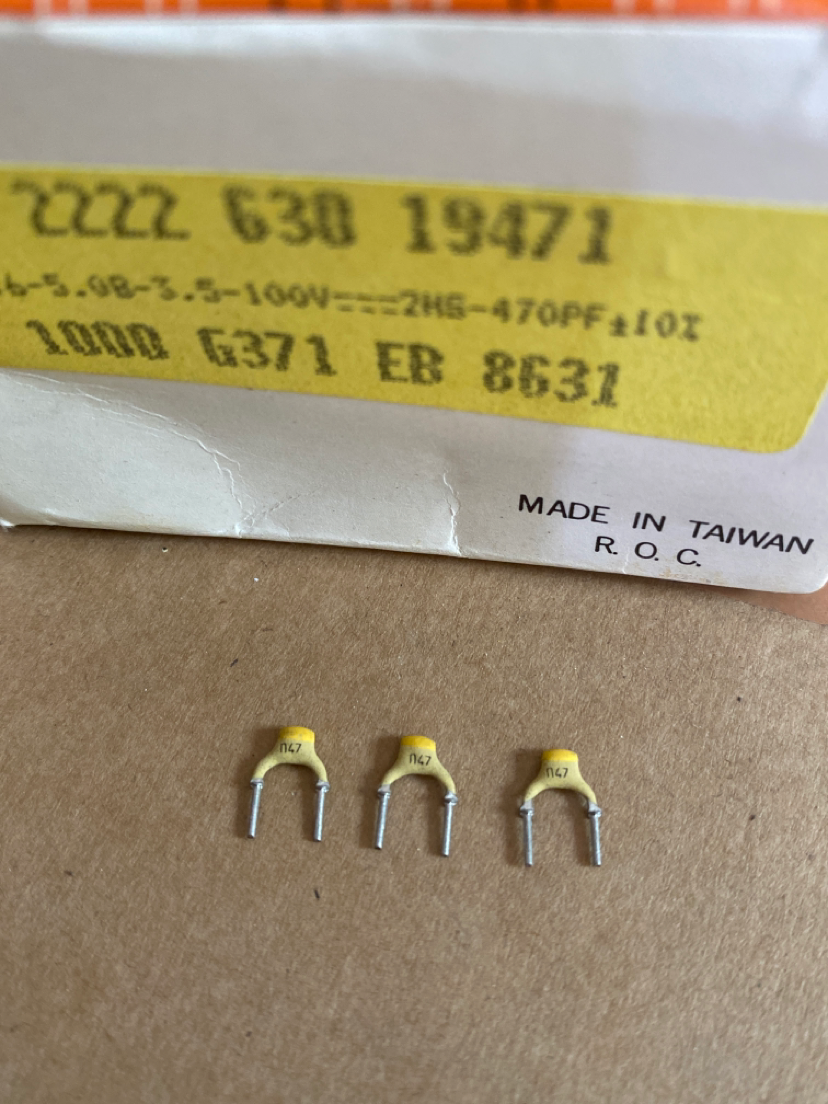 2222 630 19471
6-5.0B-3.5-100V===2H5-470PF±10%
1000 G371 EB 8631
MADE IN TAIWAN
R. O. C.
n47 n47 n47